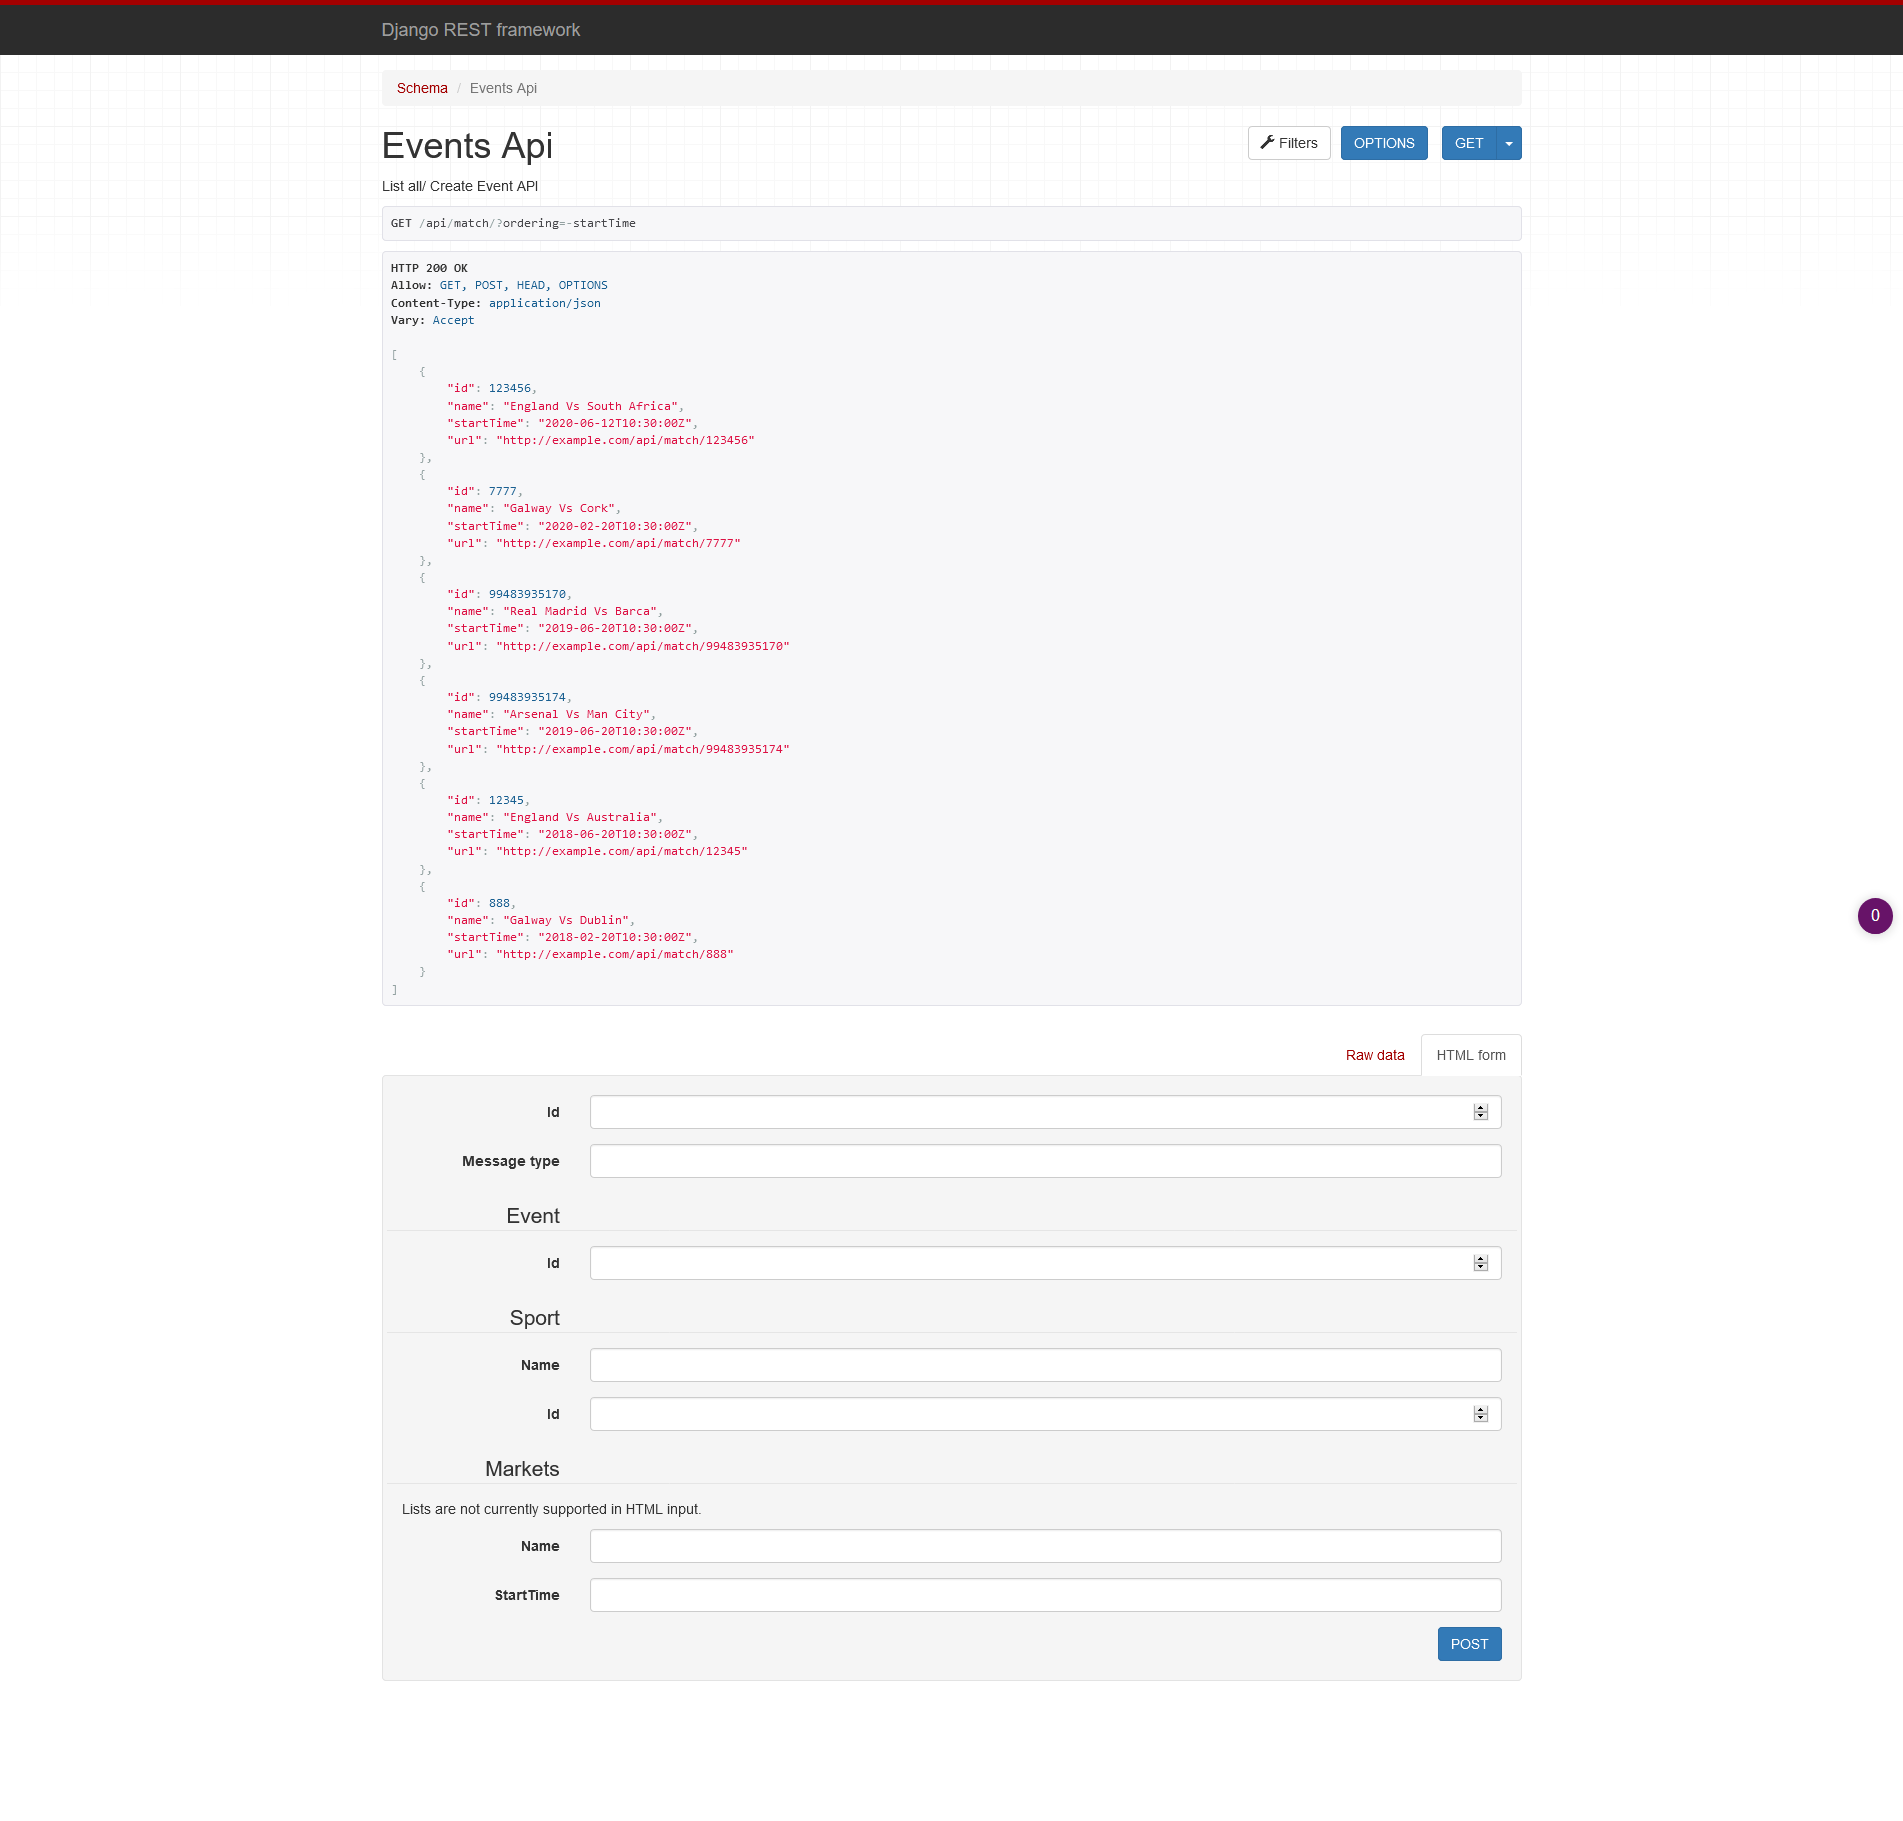 Django REST framework
Schema / Events Api
Events Api
Filters OPTIONS GET
List all/ Create Event API
GET /api/match/?ordering=-startTime
HTTP 200 OK
Allow: GET, POST, HEAD, OPTIONS
Content-Type: application/json
Vary: Accept
[
{
"id": 123456,
"name": "England Vs South Africa",
"startTime": "2020-06-12T10:30:00Z",
"url": "http://example.com/api/match/123456"
},
{
"id": 7777,
"name": "Galway Vs Cork",
"startTime": "2020-02-20T10:30:00Z",
"url": "http://example.com/api/match/7777"
},
{
"id": 99483935170,
"name": "Real Madrid Vs Barca",
"startTime": "2019-06-20T10:30:00Z",
"url": "http://example.com/api/match/99483935170"
},
{
"id": 99483935174,
"name": "Arsenal Vs Man City",
"startTime": "2019-06-20T10:30:00Z",
"url": "http://example.com/api/match/99483935174"
},
{
"id": 12345,
"name": "England Vs Australia",
"startTime": "2018-06-20T10:30:00Z",
"url": "http://example.com/api/match/12345"
},
{
"id": 888,
"name": "Galway Vs Dublin",
"startTime": "2018-02-20T10:30:00Z",
"url": "http://example.com/api/match/888"
}
]
0
Raw data HTML form
Id
Message type
Event
Id
Sport
Name
Id
Markets
Lists are not currently supported in HTML input.
Name
StartTime
POST